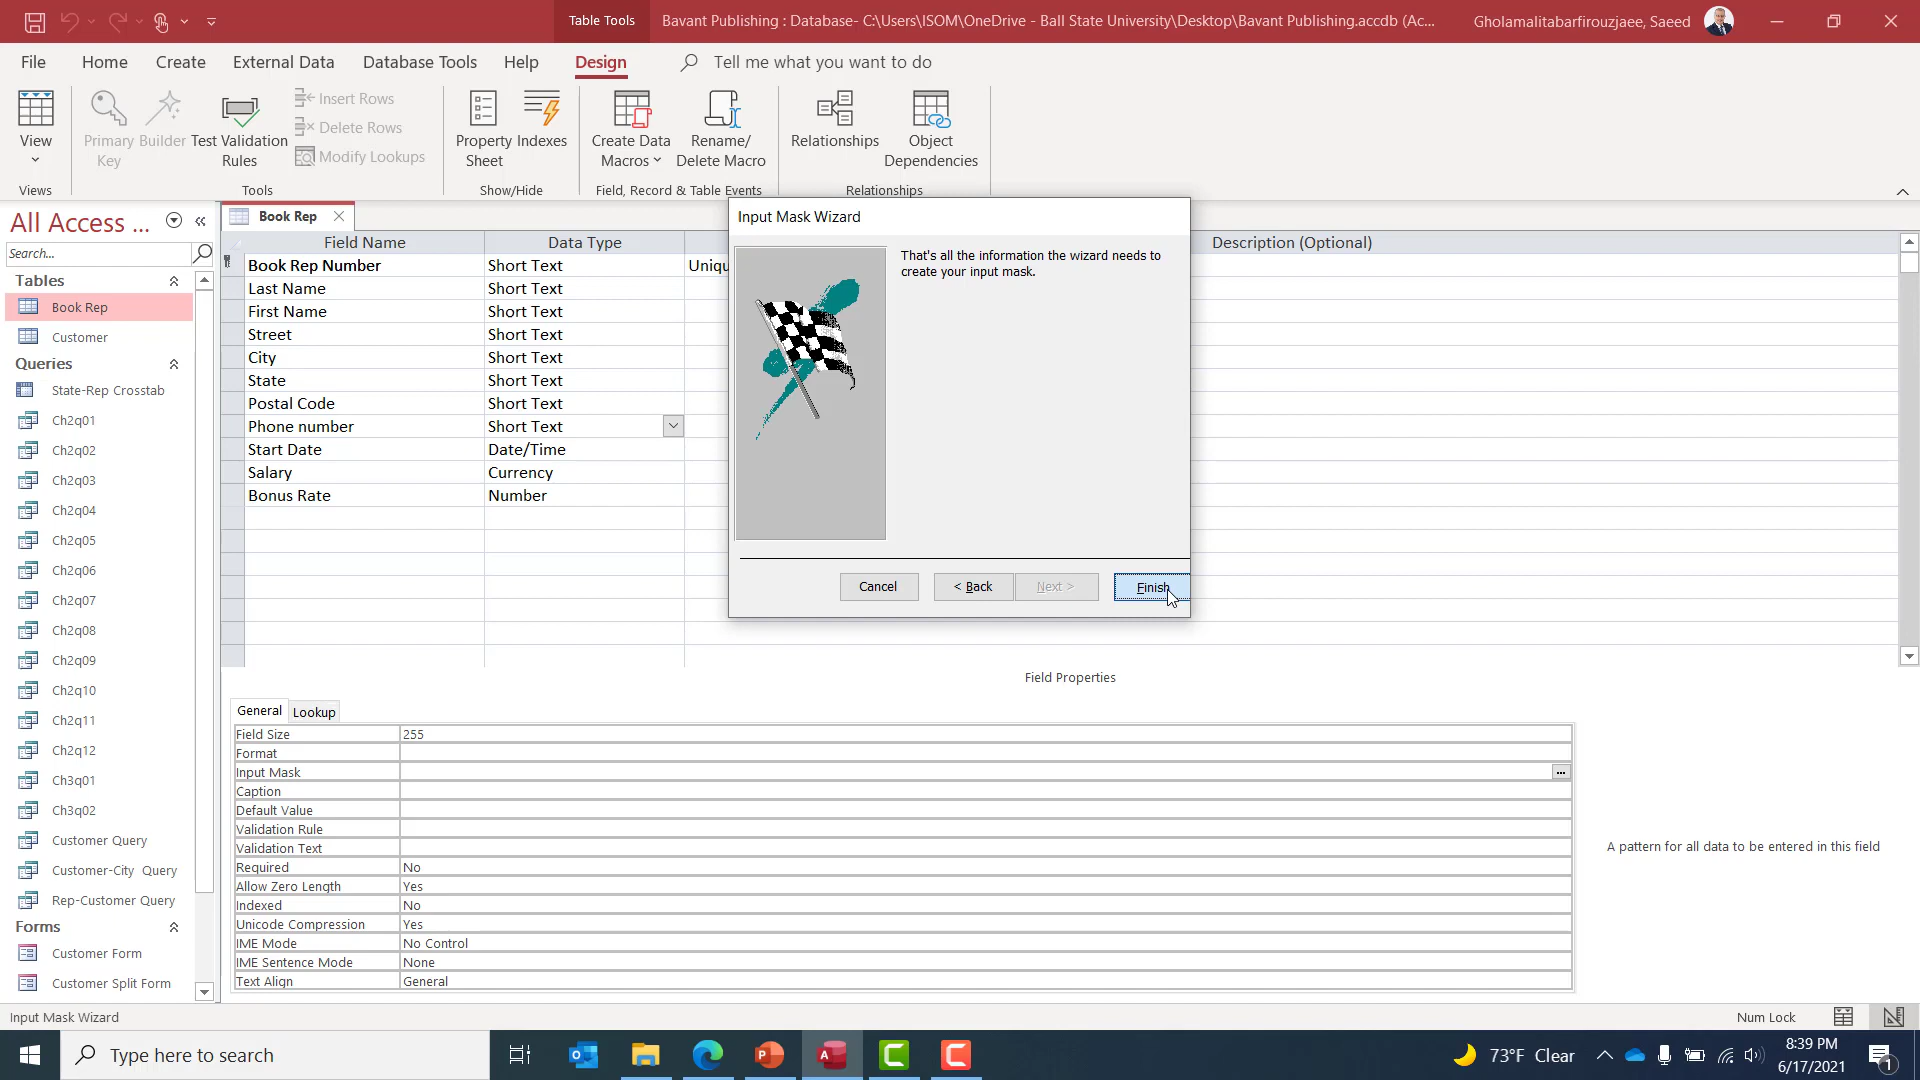 Table Tools
Bavant Publishing : Database- C:\Users\ISOM\OneDrive - Ball State University\Desktop\Bavant Publishing.accdb (Ac...
Gholamalitabarfirouzjaee, Saeed
File
Home
Create
External Data
Database Tools
Help
Design
Tell me what you want to do
View
Primary Key
Builder
Test Validation Rules
Insert Rows
Delete Rows
Modify Lookups
Property Sheet
Indexes
Create Data Macros
Rename/ Delete Macro
Relationships
Object Dependencies
Views
Tools
Show/Hide
Field, Record & Table Events
Relationships
All Access ...
Search...
Tables
Book Rep
Customer
Queries
State-Rep Crosstab
Ch2q01
Ch2q02
Ch2q03
Ch2q04
Ch2q05
Ch2q06
Ch2q07
Ch2q08
Ch2q09
Ch2q10
Ch2q11
Ch2q12
Ch3q01
Ch3q02
Customer Query
Customer-City Query
Rep-Customer Query
Forms
Customer Form
Customer Split Form
Book Rep
Field Name Data Type Description (Optional)
Book Rep Number Short Text Uniqu
Last Name Short Text
First Name Short Text
Street Short Text
City Short Text
State Short Text
Postal Code Short Text
Phone number Short Text
Start Date Date/Time
Salary Currency
Bonus Rate Number
Input Mask Wizard
That's all the information the wizard needs to
create your input mask.
Cancel
< Back
Next >
Finish
Field Properties
General Lookup
Field Size 255
Format
Input Mask
Caption
Default Value
Validation Rule
Validation Text
Required No
Allow Zero Length Yes
Indexed No
Unicode Compression Yes
IME Mode No Control
IME Sentence Mode None
Text Align General
A pattern for all data to be entered in this field
Input Mask Wizard
Num Lock
Type here to search
73°F Clear
8:39 PM
6/17/2021
1